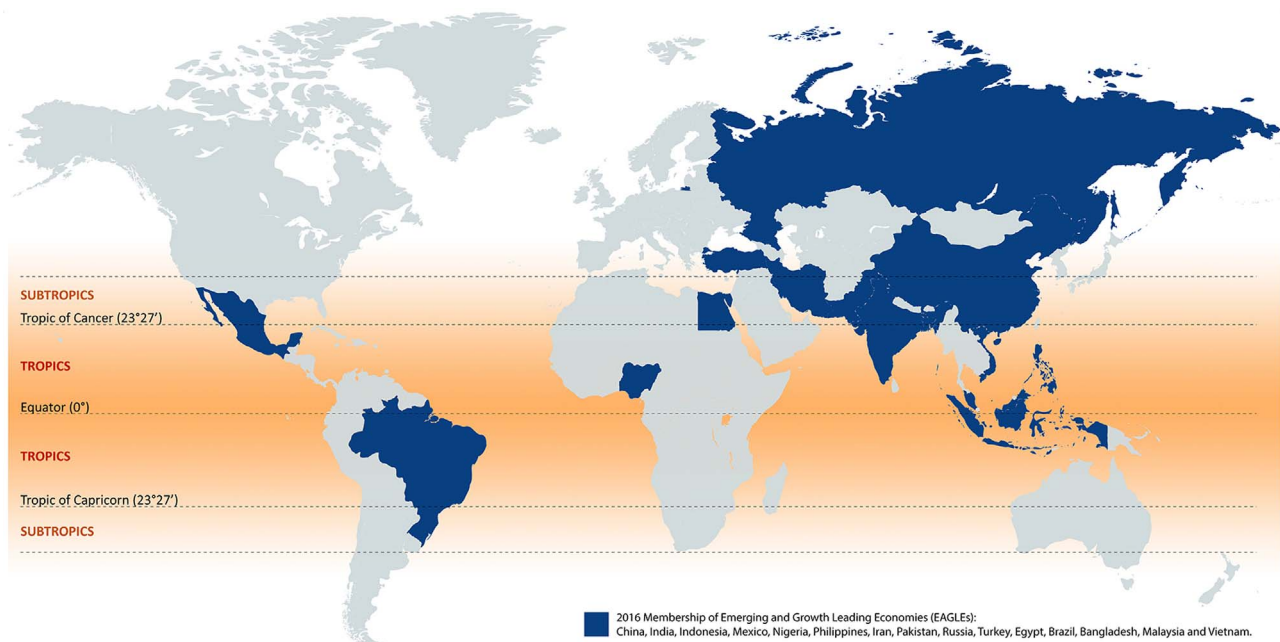 SUBTROPICS
Tropic of Cancer (23°27’)
TROPICS
Equator (0°)
TROPICS
Tropic of Capricorn (23°27’)
SUBTROPICS
2016 Membership of Emerging and Growth Leading Economies (EAGLEs):
China, India, Indonesia, Mexico, Nigeria, Philippines, Iran, Pakistan, Russia, Turkey, Egypt, Brazil, Bangladesh, Malaysia and Vietnam.